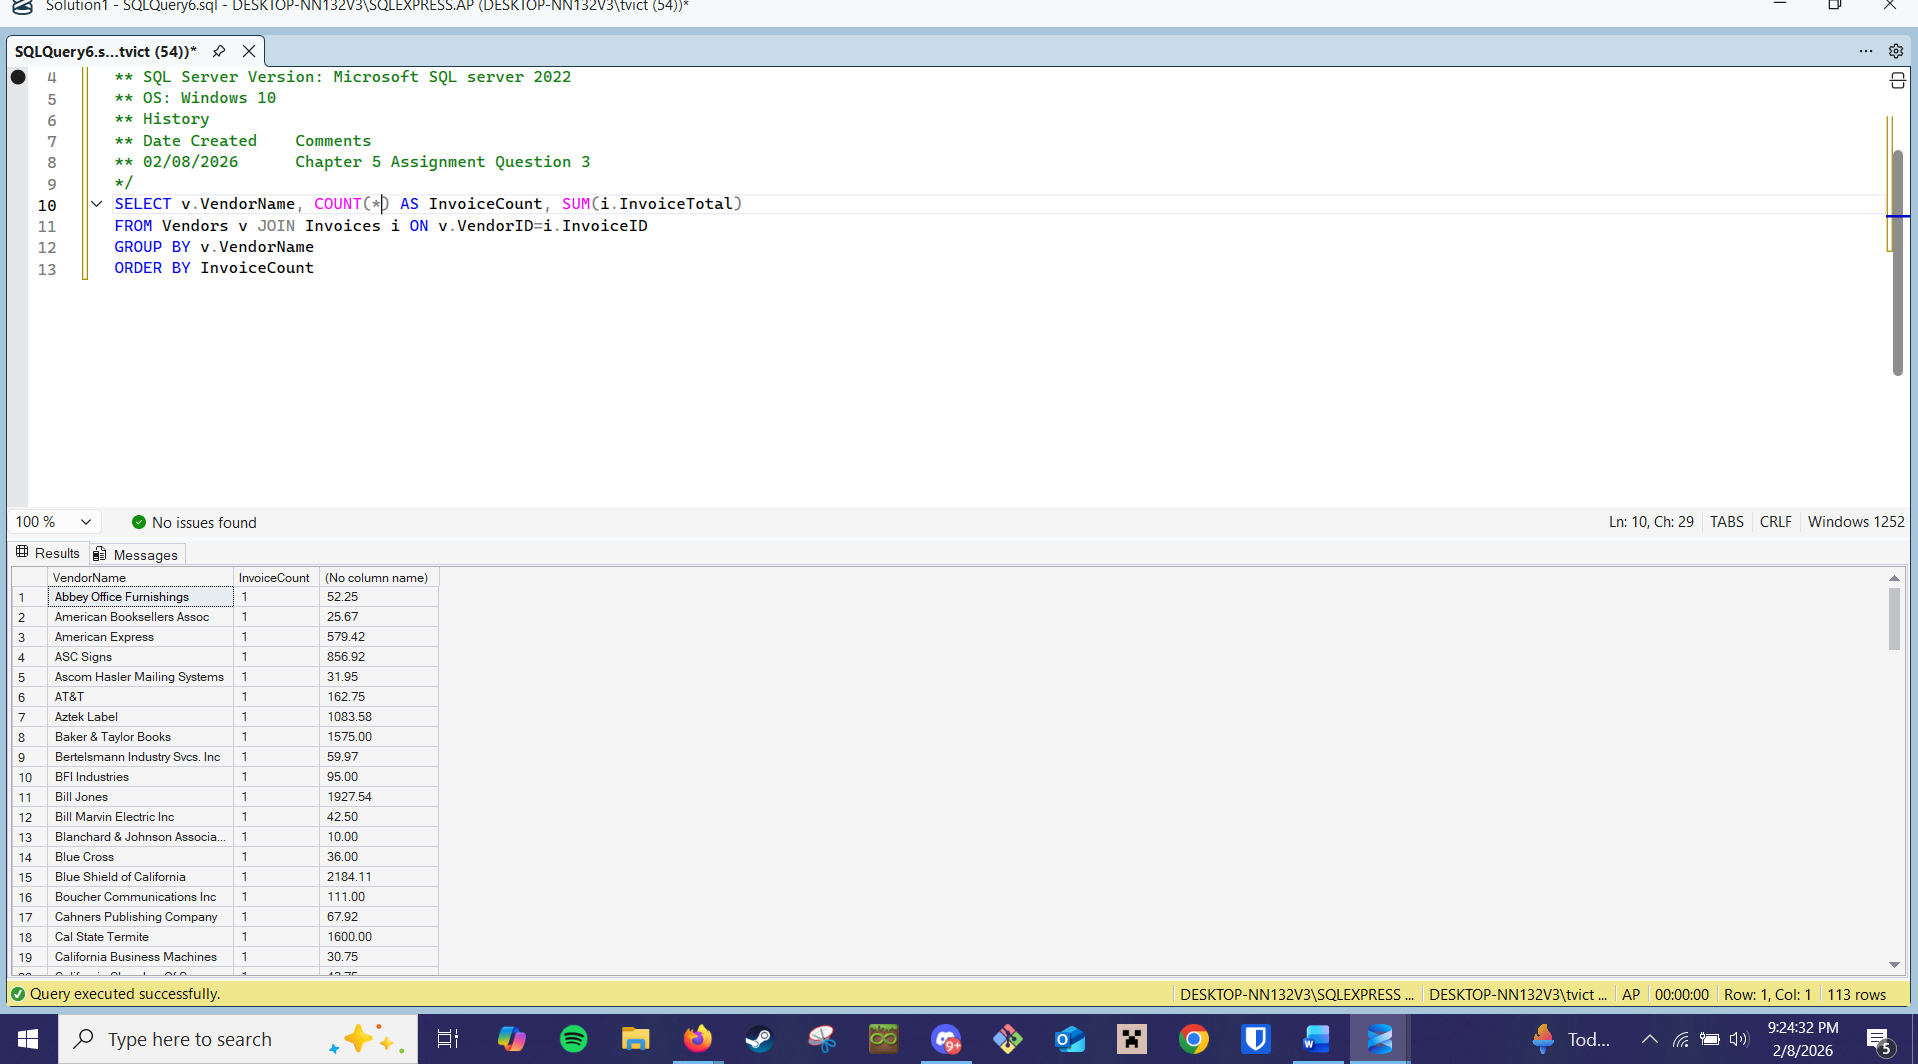 Solution1 - SQLQuery6.sql - DESKTOP-NN132V3\SQLEXPRESS.AP (DESKTOP-NN132V3\tvict (54))*
SQLQuery6.s...tvict (54))*
4 ** SQL Server Version: Microsoft SQL server 2022
5 ** OS: Windows 10
6 ** History
7 ** Date Created    Comments
8 ** 02/08/2026      Chapter 5 Assignment Question 3
9 */
10 SELECT v.VendorName, COUNT(*) AS InvoiceCount, SUM(i.InvoiceTotal)
11 FROM Vendors v JOIN Invoices i ON v.VendorID=i.InvoiceID
12 GROUP BY v.VendorName
13 ORDER BY InvoiceCount
100 % No issues found Ln: 10, Ch: 29 TABS CRLF Windows 1252
Results Messages
VendorName InvoiceCount (No column name)
1 Abbey Office Furnishings 1 52.25
2 American Booksellers Assoc 1 25.67
3 American Express 1 579.42
4 ASC Signs 1 856.92
5 Ascom Hasler Mailing Systems 1 31.95
6 AT&T 1 162.75
7 Aztek Label 1 1083.58
8 Baker & Taylor Books 1 1575.00
9 Bertelsmann Industry Svcs. Inc 1 59.97
10 BFI Industries 1 95.00
11 Bill Jones 1 1927.54
12 Bill Marvin Electric Inc 1 42.50
13 Blanchard & Johnson Associa... 1 10.00
14 Blue Cross 1 36.00
15 Blue Shield of California 1 2184.11
16 Boucher Communications Inc 1 111.00
17 Cahners Publishing Company 1 67.92
18 Cal State Termite 1 1600.00
19 California Business Machines 1 30.75
Query executed successfully. DESKTOP-NN132V3\SQLEXPRESS ... DESKTOP-NN132V3\tvict ... AP 00:00:00 Row: 1, Col: 1 113 rows
Type here to search 9+ Tod... 9:24:32 PM
2/8/2026 5